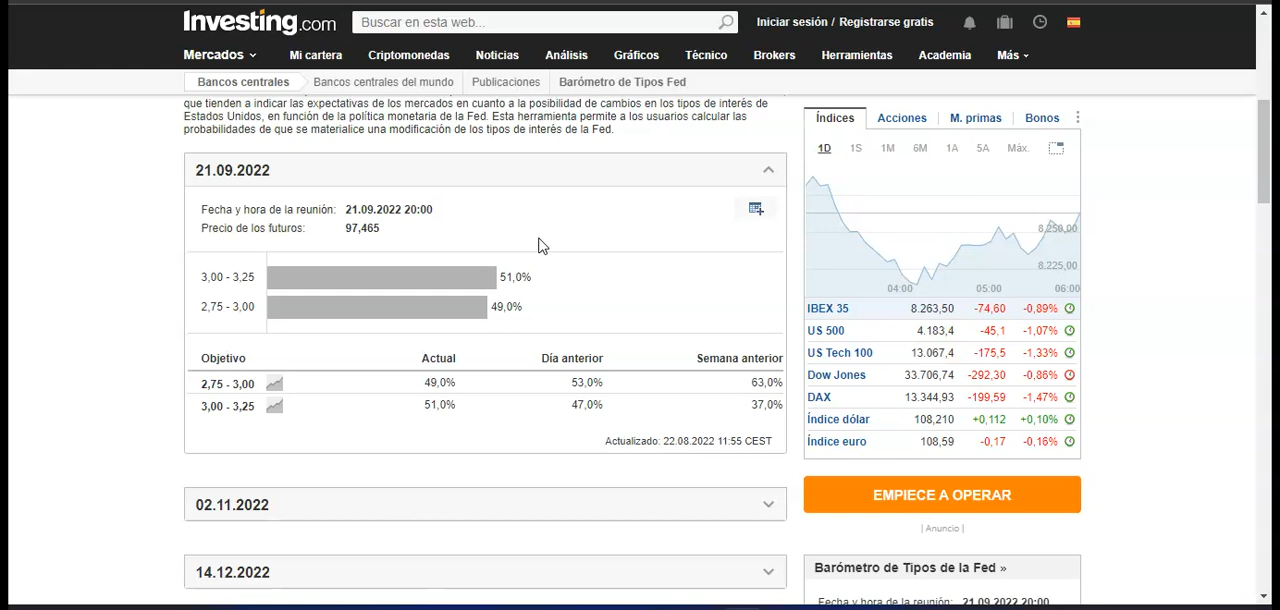 Investing.com
Buscar en esta web...
Iniciar sesión / Registrarse gratis
Mercados Mi cartera Criptomonedas Noticias Análisis Gráficos Técnico Brokers Herramientas Academia Más
Bancos centrales Bancos centrales del mundo Publicaciones Barómetro de Tipos Fed
que tienden a indicar las expectativas de los mercados en cuanto a la posibilidad de cambios en los tipos de interés de
Estados Unidos, en función de la política monetaria de la Fed. Esta herramienta permite a los usuarios calcular las
probabilidades de que se materialice una modificación de los tipos de interés de la Fed.
21.09.2022
Fecha y hora de la reunión: 21.09.2022 20:00
Precio de los futuros: 97,465
3,00 - 3,25 51,0%
2,75 - 3,00 49,0%
Objetivo Actual Día anterior Semana anterior
2,75 - 3,00 49,0% 53,0% 63,0%
3,00 - 3,25 51,0% 47,0% 37,0%
Actualizado: 22.08.2022 11:55 CEST
02.11.2022
14.12.2022
Índices Acciones M. primas Bonos
1D 1S 1M 6M 1A 5A Máx.
8.250,00
8.225,00
04:00 05:00 06:00
IBEX 35 8.263,50 -74,60 -0,89%
US 500 4.183,4 -45,1 -1,07%
US Tech 100 13.067,4 -175,5 -1,33%
Dow Jones 33.706,74 -292,30 -0,86%
DAX 13.344,93 -199,59 -1,47%
Índice dólar 108,210 +0,112 +0,10%
Índice euro 108,59 -0,17 -0,16%
EMPIECE A OPERAR
| Anuncio |
Barómetro de Tipos de la Fed »
Fecha y hora de la reunión: 21.09.2022 20:00